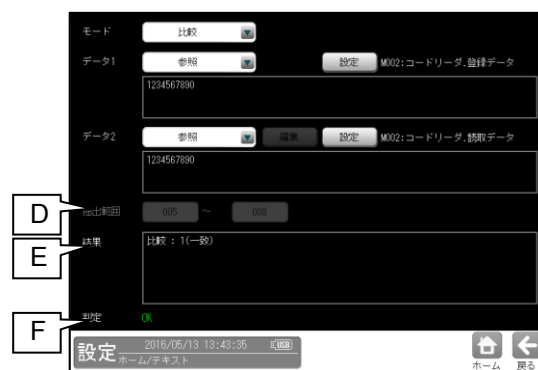 モード 比較
データ1 参照 設定 M002:コードリーダ.登録データ
1234567890
データ2 参照 編集 設定 M002:コードリーダ.読取データ
1234567890
D 抽出範囲 005 ~ 008
E 結果 比較 : 1(一致)
F 判定 OK
設定 2016/05/13 13:43:35 USB
ホーム/テキスト
ホーム 戻る